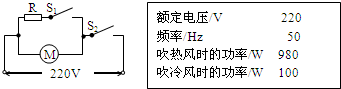 R S₁
S₂
M
220V
额定电压/V 220
频率/Hz 50
吹热风时的功率/W 980
吹冷风时的功率/W 100